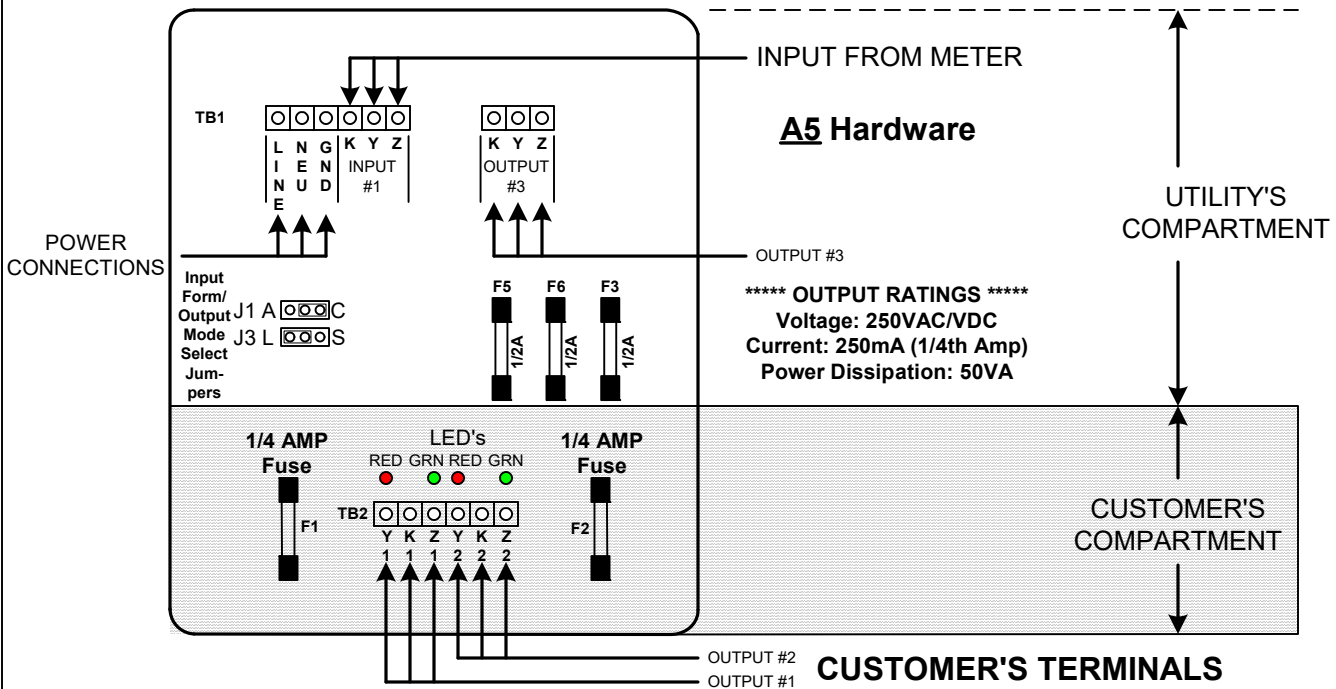 INPUT FROM METER
TB1
A5 Hardware
LINE NEU GND K Y Z
INPUT
#1
K Y Z
OUTPUT
#3
UTILITY'S
COMPARTMENT
POWER
CONNECTIONS
OUTPUT #3
Input
Form/
Output
Mode
Select
Jum-
pers
J1 A C
J3 L S
F5 F6 F3
1/2A 1/2A 1/2A
***** OUTPUT RATINGS *****
Voltage: 250VAC/VDC
Current: 250mA (1/4th Amp)
Power Dissipation: 50VA
1/4 AMP
Fuse
F1
LED's
RED GRN RED GRN
TB2
Y K Z Y K Z
1 1 1 2 2 2
1/4 AMP
Fuse
F2
CUSTOMER'S
COMPARTMENT
OUTPUT #2
OUTPUT #1
CUSTOMER'S TERMINALS